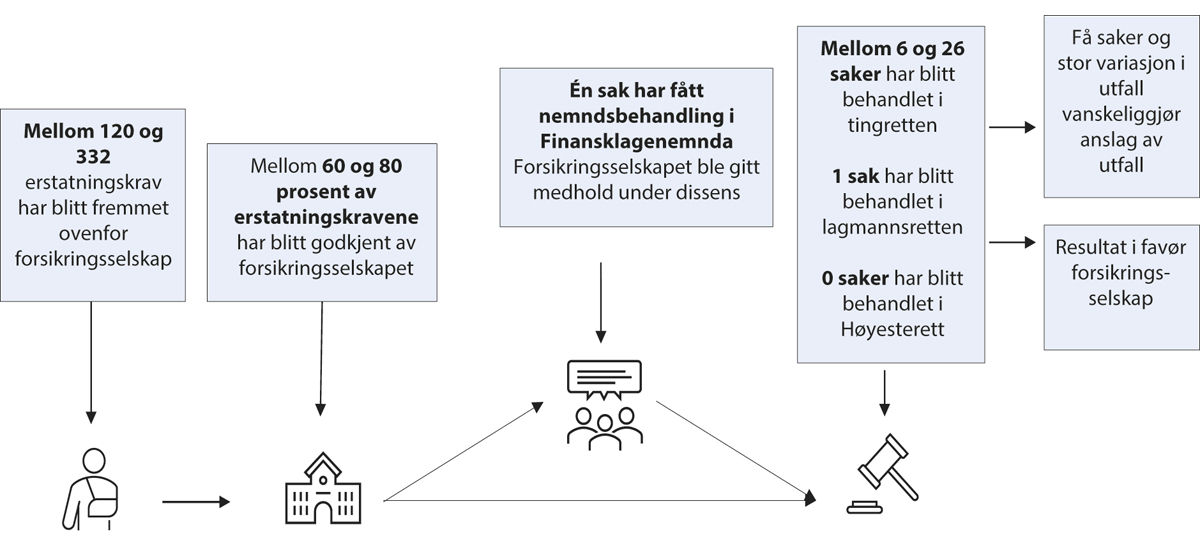 Mellom 120 og
332
erstatningskrav
har blitt fremmet
ovenfor
forsikringsselskap
Mellom 60 og 80
prosent av
erstatningskravene
har blitt godkjent av
forsikringsselskapet
Én sak har fått
nemndsbehandling i
Finansklagenemnda
Forsikringsselskapet ble gitt
medhold under dissens
Mellom 6 og 26
saker har blitt
behandlet i
tingretten
1 sak har blitt
behandlet i
lagmannsretten
0 saker har blitt
behandlet i
Høyesterett
Få saker og
stor variasjon i
utfall
vanskeliggjør
anslag av
utfall
Resultat i favør
forsikrings-
selskap